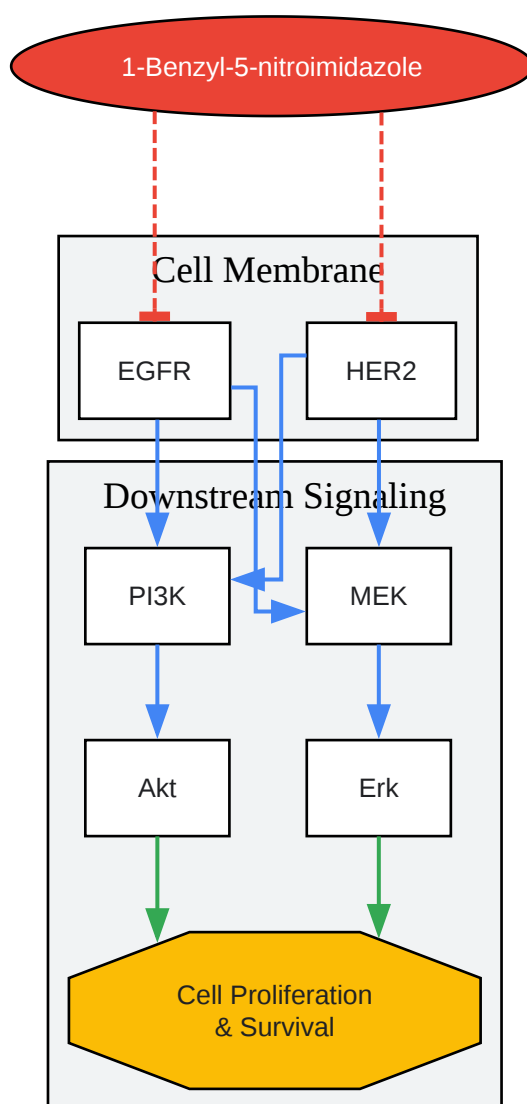 1-Benzyl-5-nitroimidazole
Cell Membrane
EGFR
HER2
Downstream Signaling
PI3K
MEK
Akt
Erk
Cell Proliferation
& Survival